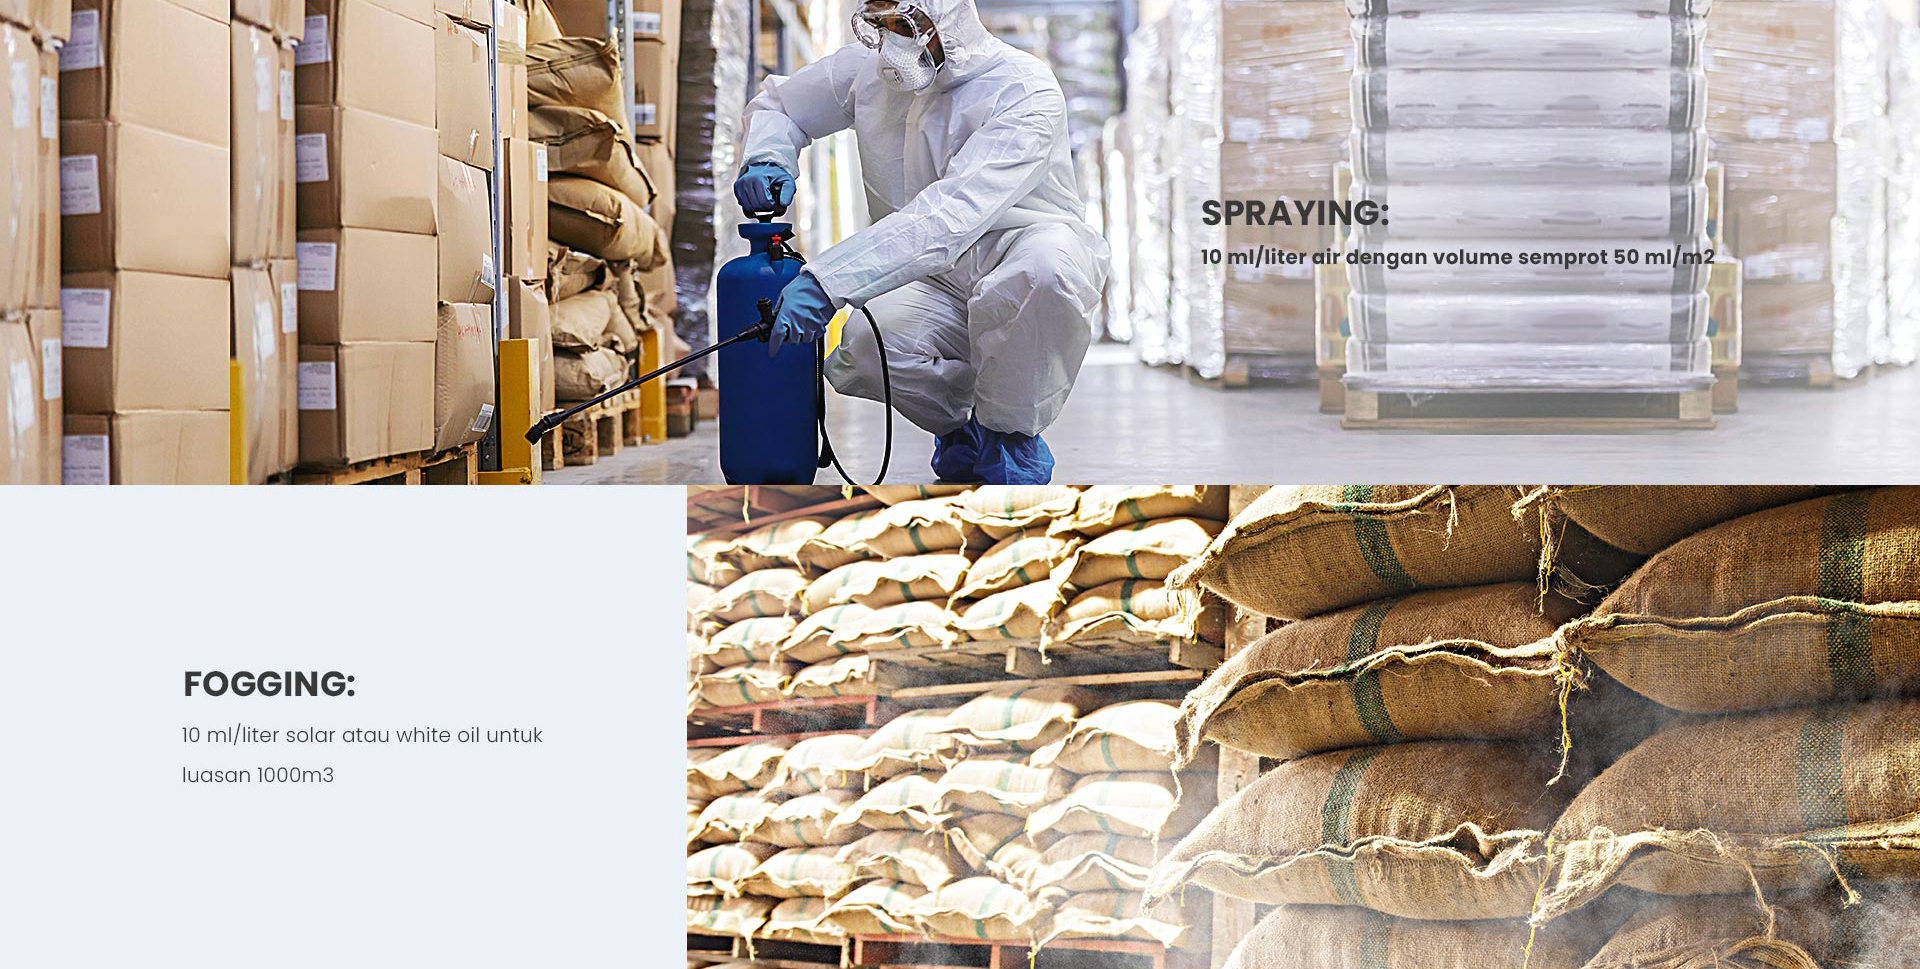 SPRAYING:
10 ml/liter air dengan volume semprot 50 ml/m2
FOGGING:
10 ml/liter solar atau white oil untuk
luasan 1000m3